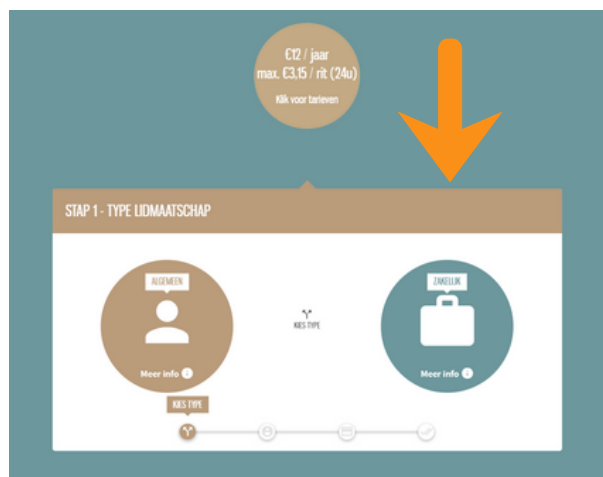 €12 / jaar
max. €3,15 / rit (24u)
Klik voor tarieven
STAP 1 - TYPE LIDMAATSCHAP
ALGEMEEN
ZAKELIJK
KIES TYPE
Meer info i
Meer info i
KIES TYPE